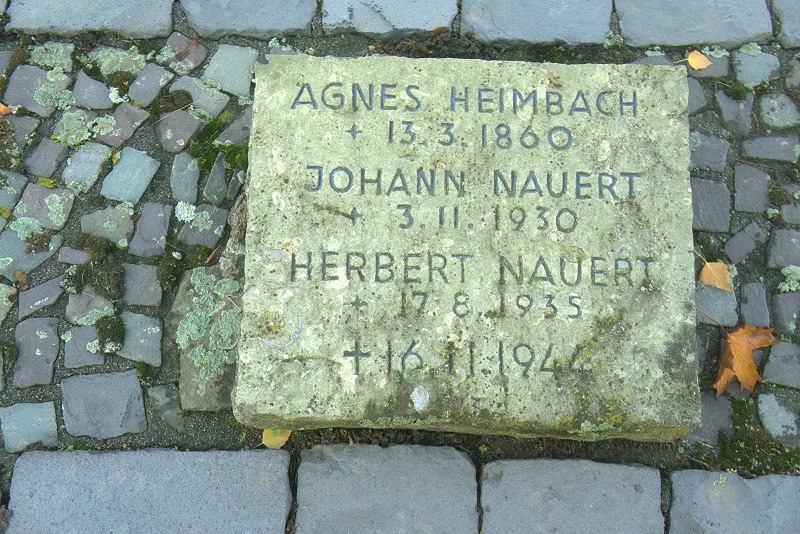 AGNES HEIMBACH
+ 13. 3. 1860
JOHANN NAUERT
+ 3. 11. 1930
HERBERT NAUERT
+ 17. 8. 1935
+ 16. 11. 1944